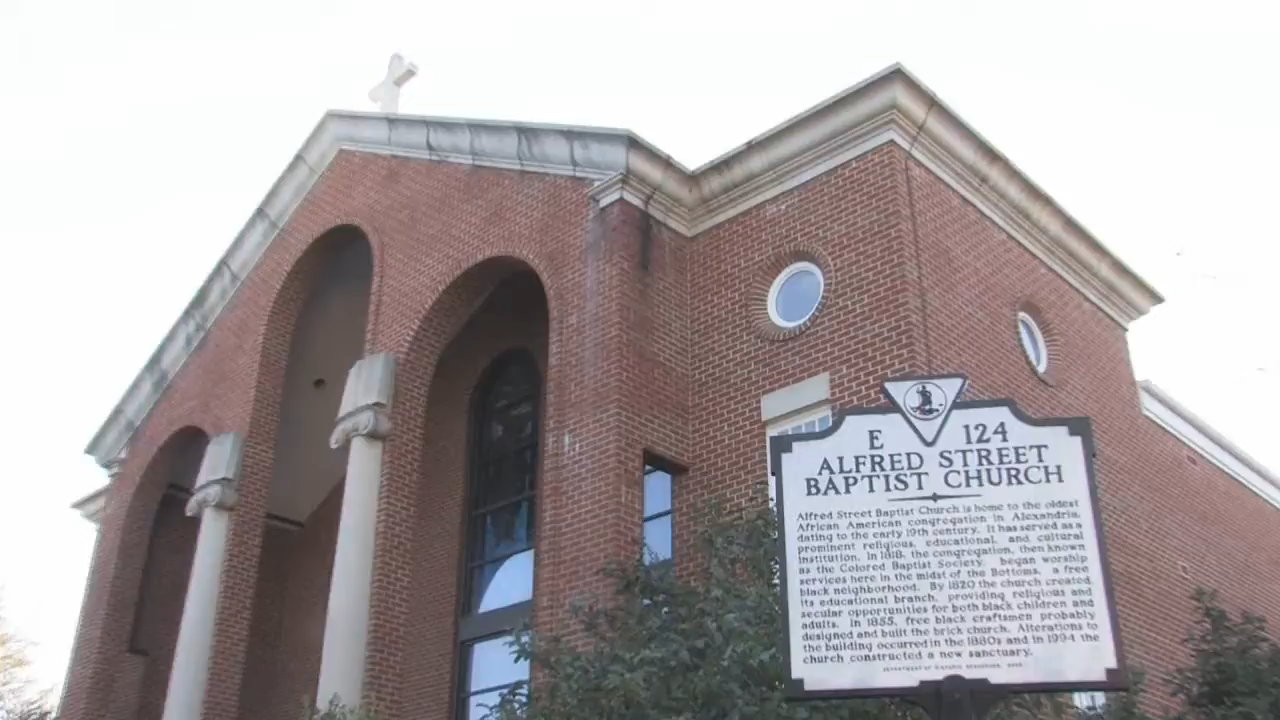 E 124
ALFRED STREET
BAPTIST CHURCH
Alfred Street Baptist Church is home to the oldest
African American congregation in Alexandria,
dating to the early 19th century. It has served as a
prominent religious, educational, and cultural
institution. In 1818, the congregation, then known
as the Colored Baptist Society, began worship
services here in the midst of the Bottoms, a free
black neighborhood. By 1820 the church created
its educational branch, providing religious and
secular opportunities for both black children and
adults. In 1855, free black craftsmen probably
designed and built the brick church. Alterations to
the building occurred in the 1880s and in 1994 the
church constructed a new sanctuary.
DEPARTMENT OF HISTORIC RESOURCES,